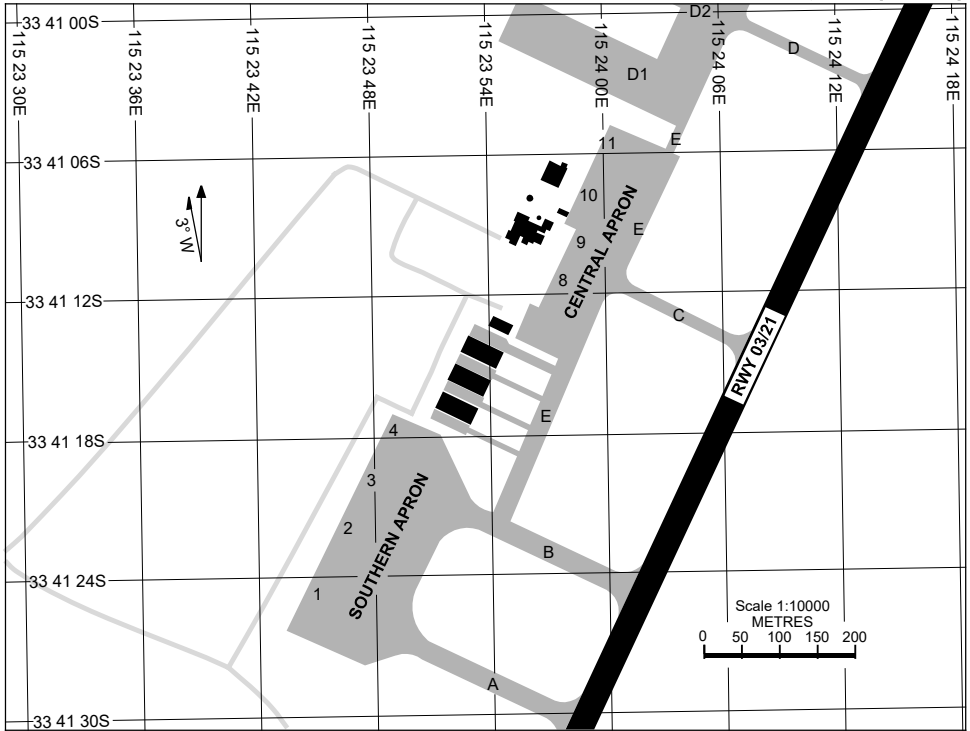 33 41 00S
33 41 06S
33 41 12S
33 41 18S
33 41 24S
33 41 30S
115 23 30E
115 23 36E
115 23 42E
115 23 48E
115 23 54E
115 24 00E
115 24 06E
115 24 12E
115 24 18E
D2
D
D1
E
11
10
9
8
CENTRAL APRON
E
C
RWY 03/21
3° W
E
4
3
2
1
SOUTHERN APRON
B
A
Scale 1:10000
METRES
0 50 100 150 200